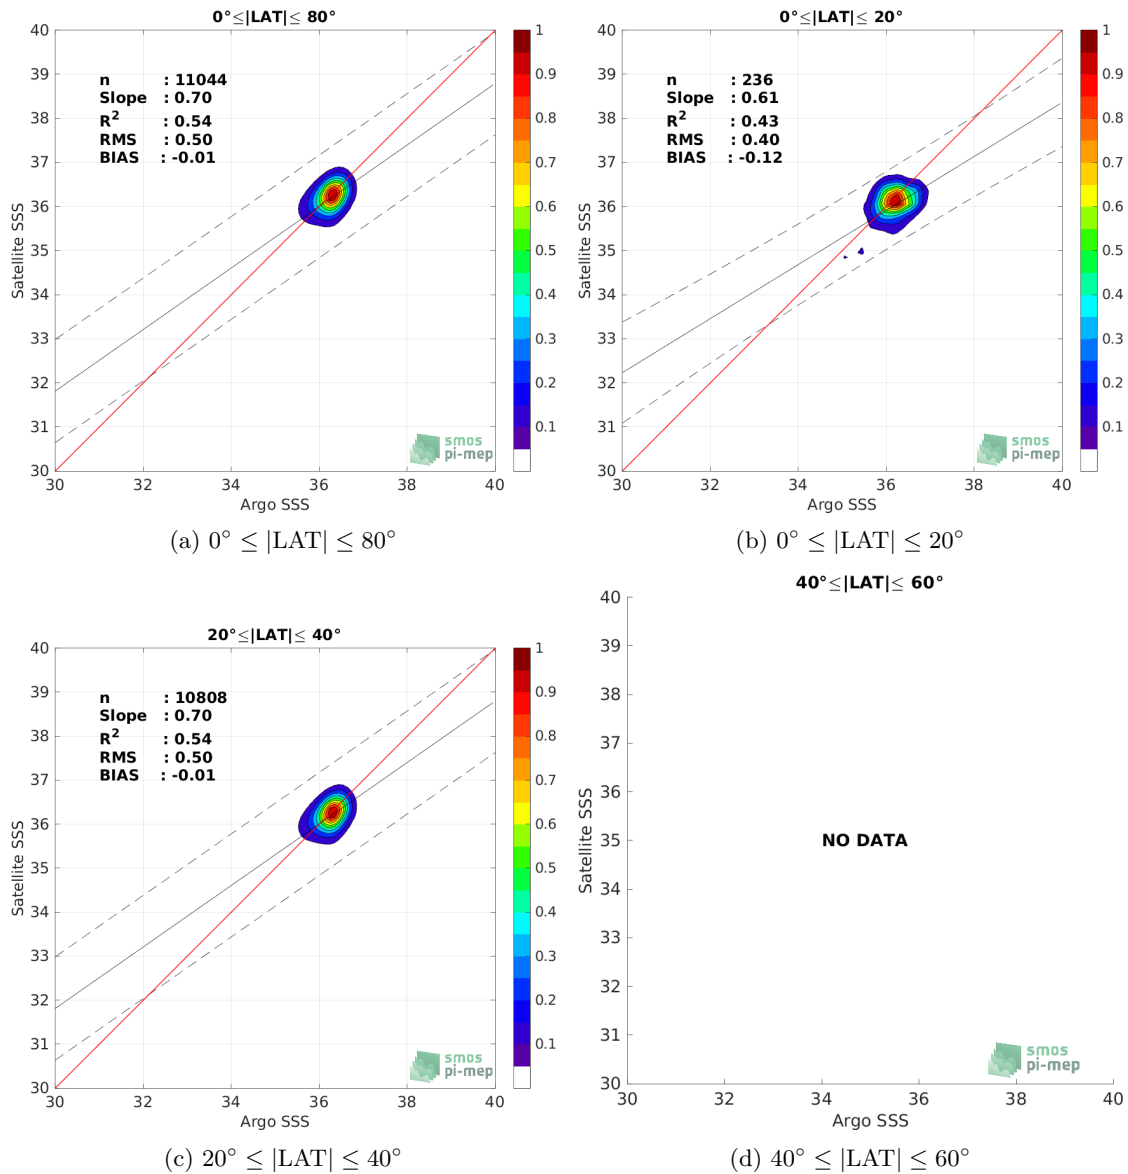 0°≤|LAT|≤ 80°
n : 11044
Slope : 0.70
R² : 0.54
RMS : 0.50
BIAS : -0.01
40
39
38
37
36
35
34
33
32
31
30
30 32 34 36 38 40
Satellite SSS
Argo SSS
1
0.9
0.8
0.7
0.6
0.5
0.4
0.3
0.2
0.1
smos
pi-mep
(a) 0° ≤ |LAT| ≤ 80°
0°≤|LAT|≤ 20°
n : 236
Slope : 0.61
R² : 0.43
RMS : 0.40
BIAS : -0.12
40
39
38
37
36
35
34
33
32
31
30
30 32 34 36 38 40
Satellite SSS
Argo SSS
1
0.9
0.8
0.7
0.6
0.5
0.4
0.3
0.2
0.1
smos
pi-mep
(b) 0° ≤ |LAT| ≤ 20°
20°≤|LAT|≤ 40°
n : 10808
Slope : 0.70
R² : 0.54
RMS : 0.50
BIAS : -0.01
40
39
38
37
36
35
34
33
32
31
30
30 32 34 36 38 40
Satellite SSS
Argo SSS
1
0.9
0.8
0.7
0.6
0.5
0.4
0.3
0.2
0.1
smos
pi-mep
(c) 20° ≤ |LAT| ≤ 40°
40°≤|LAT|≤ 60°
40
39
38
37
36
35
34
33
32
31
30
30 32 34 36 38 40
Satellite SSS
Argo SSS
NO DATA
smos
pi-mep
(d) 40° ≤ |LAT| ≤ 60°